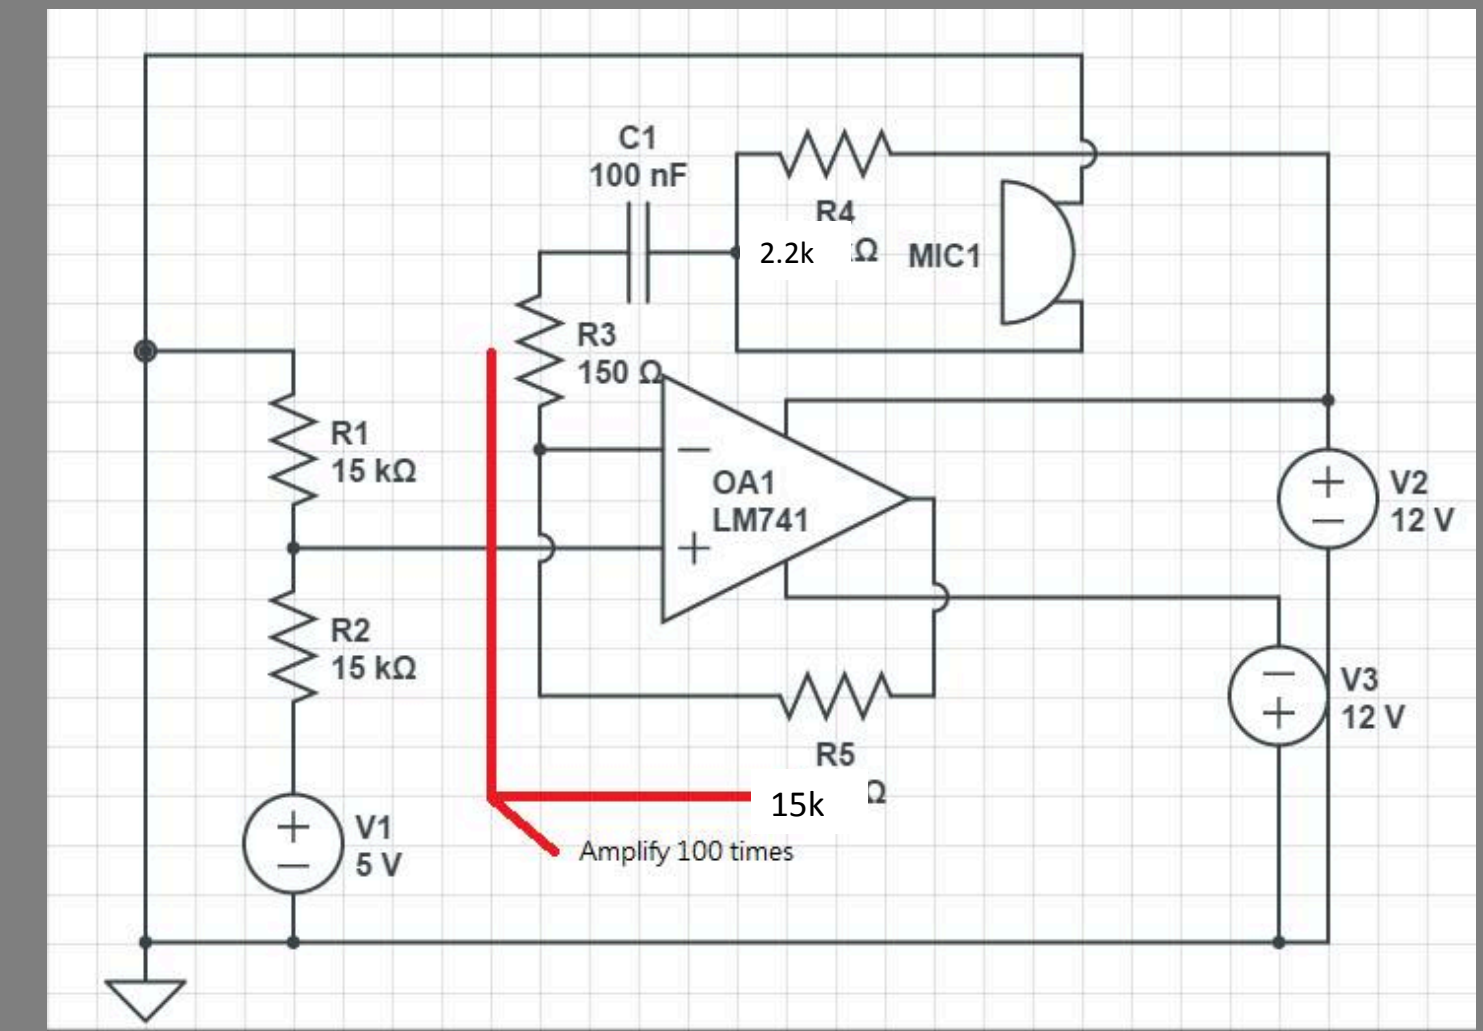 C1
100 nF
R4
2.2k Ω
MIC1
R3
150 Ω
R1
15 kΩ
OA1
LM741
V2
12 V
R2
15 kΩ
V3
12 V
R5
15k Ω
V1
5 V
Amplify 100 times